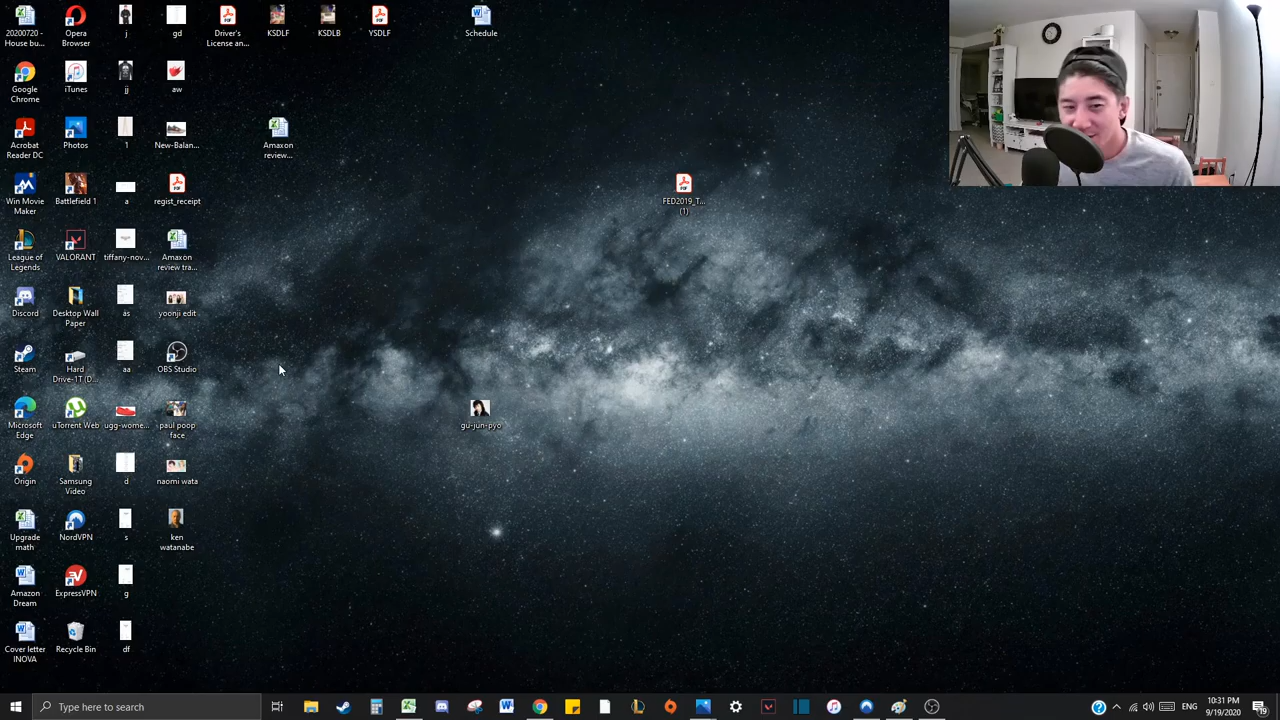 20200720 -
House bu...
Opera
Browser
j
gd
Driver's
License an...
KSDLF
KSDLB
YSDLF
Schedule
Google
Chrome
iTunes
jj
aw
Acrobat
Reader DC
Photos
1
New-Balan...
Amaxon
review...
Win Movie
Maker
Battlefield 1
a
regist_receipt
FED2019_T...
(1)
League of
Legends
VALORANT
tiffany-nov...
Amaxon
review tra...
Discord
Desktop Wall
Paper
as
yoonji edit
Steam
Hard
Drive-1T (D...
aa
OBS Studio
Microsoft
Edge
uTorrent Web
ugg-wome...
paul poop
face
gu-jun-pyo
Origin
Samsung
Video
d
naomi wata
Upgrade
math
NordVPN
s
ken
watanabe
Amazon
Dream
ExpressVPN
g
Cover letter
INOVA
Recycle Bin
df
Type here to search
ENG
10:31 PM
9/19/2020